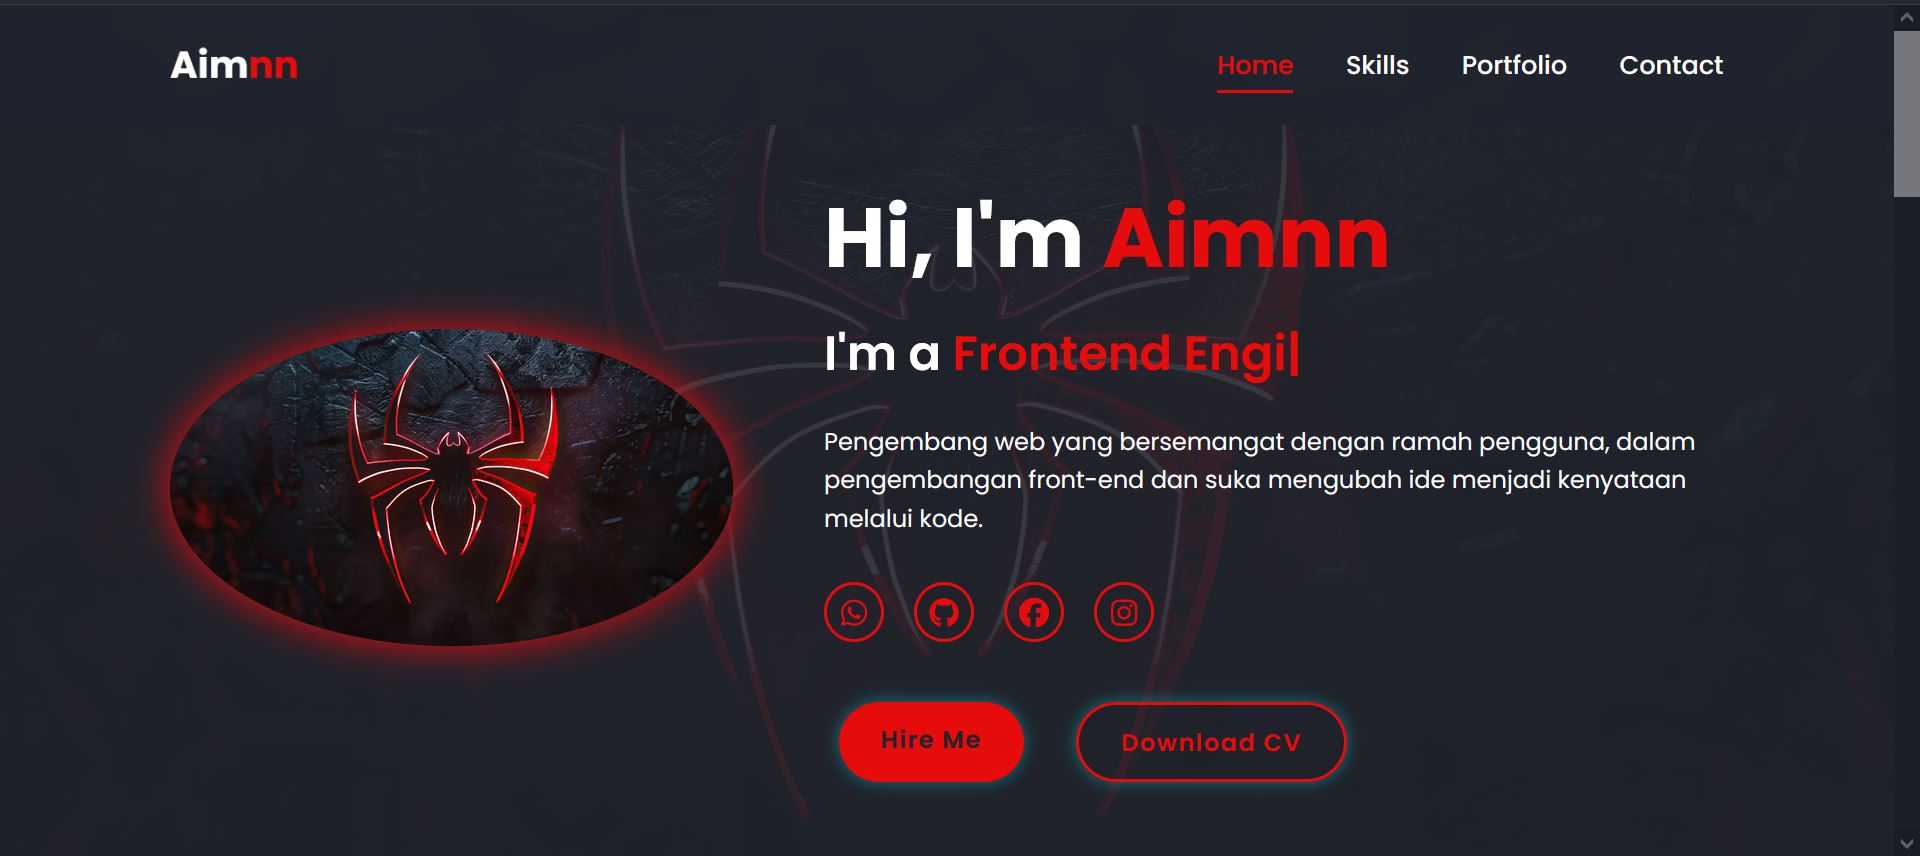 Aimnn
Home Skills Portfolio Contact
Hi, I'm Aimnn
I'm a Frontend Engi|
Pengembang web yang bersemangat dengan ramah pengguna, dalam
pengembangan front-end dan suka mengubah ide menjadi kenyataan
melalui kode.
Hire Me
Download CV